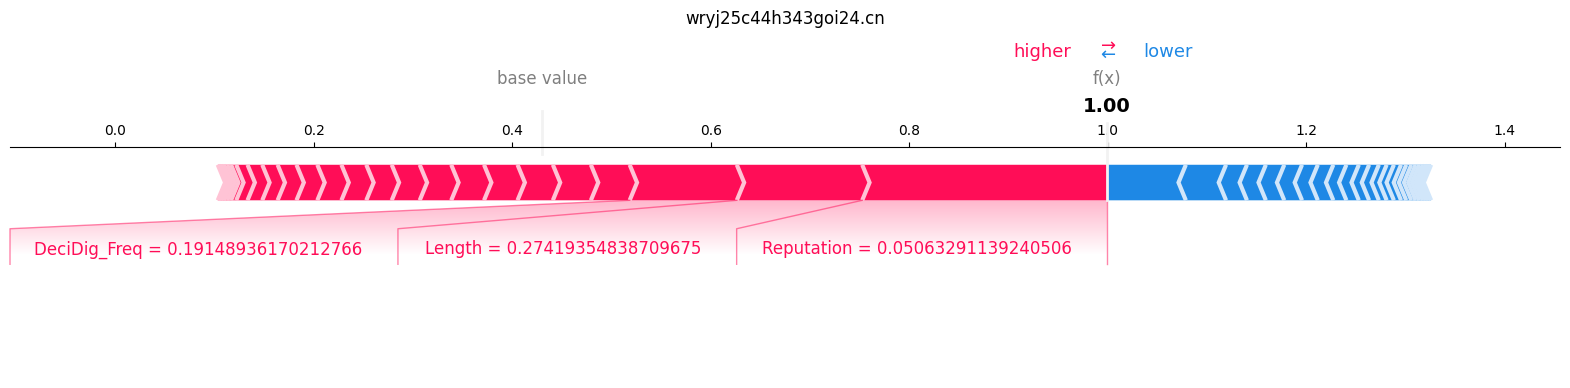 wryj25c44h343goi24.cn
higher ⇄ lower
base value f(x)
1.00
0.0 0.2 0.4 0.6 0.8 1.0 1.2 1.4
DeciDig_Freq = 0.19148936170212766 Length = 0.27419354838709675 Reputation = 0.05063291139240506